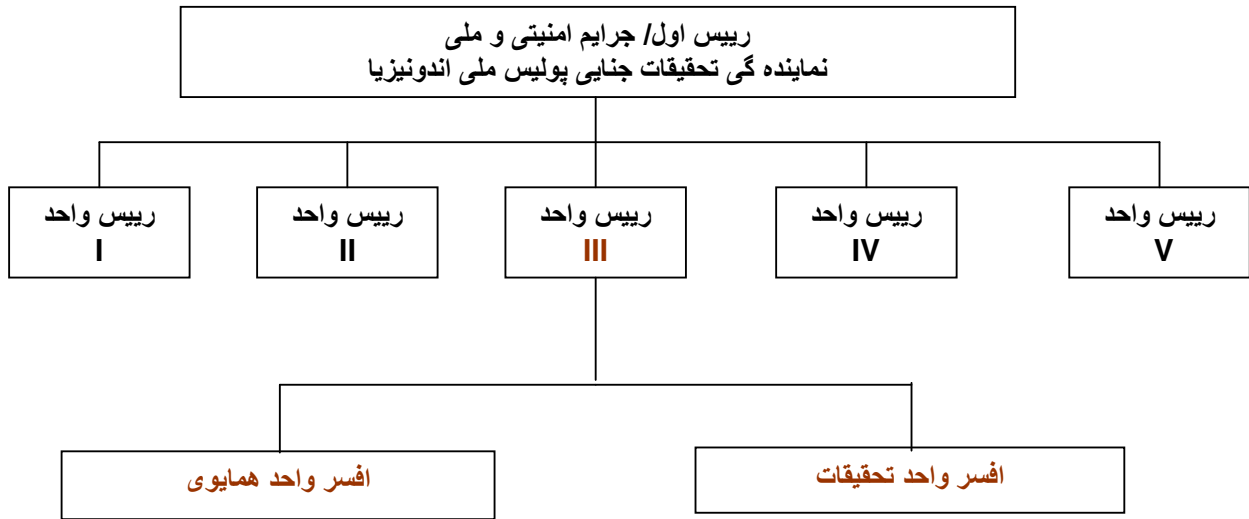 رییس اول/ جرایم امنیتی و ملی
نماینده گی تحقیقات جنایی پولیس ملی اندونیزیا
رییس واحد
I
رییس واحد
II
رییس واحد
III
رییس واحد
IV
رییس واحد
V
افسر واحد همایوی
افسر واحد تحقیقات